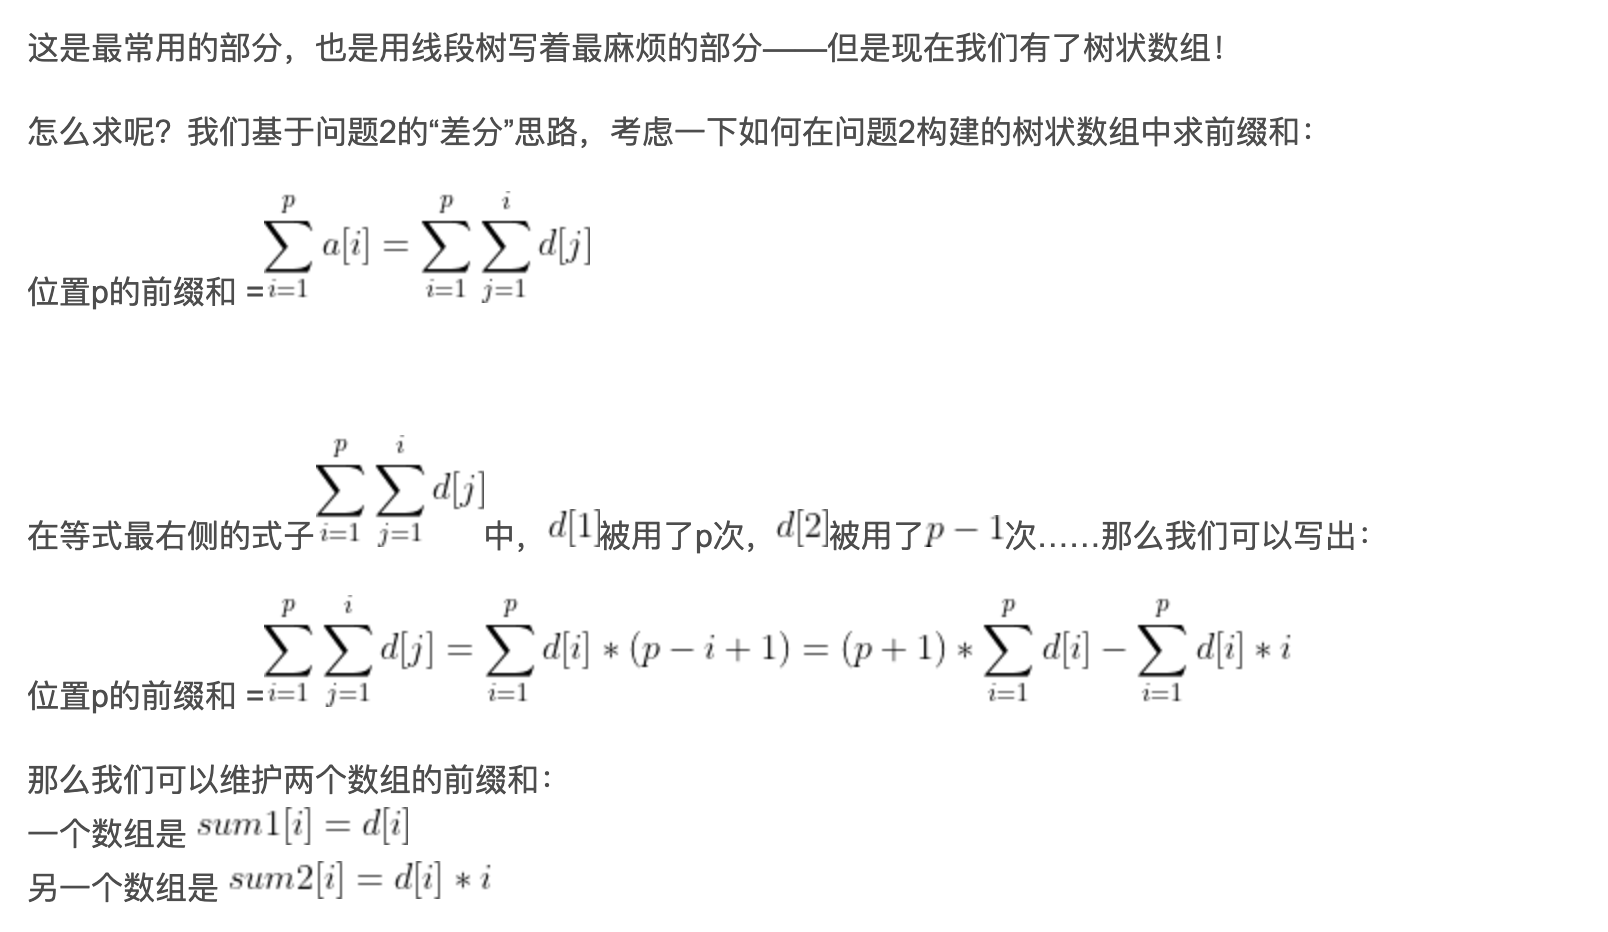 这是最常用的部分，也是用线段树写着最麻烦的部分——但是现在我们有了树状数组！
怎么求呢？我们基于问题2的“差分”思路，考虑一下如何在问题2构建的树状数组中求前缀和：
位置p的前缀和 =\sum_{i=1}^{p} a[i] = \sum_{i=1}^{p} \sum_{j=1}^{i} d[j]
在等式最右侧的式子\sum_{i=1}^{p} \sum_{j=1}^{i} d[j]中，d[1]被用了p次，d[2]被用了p − 1次……那么我们可以写出：
位置p的前缀和 =\sum_{i=1}^{p} \sum_{j=1}^{i} d[j] = \sum_{i=1}^{p} d[i] * (p − i + 1) = (p + 1) * \sum_{i=1}^{p} d[i] − \sum_{i=1}^{p} d[i] * i
那么我们可以维护两个数组的前缀和：
一个数组是 sum1[i] = d[i]
另一个数组是 sum2[i] = d[i] * i